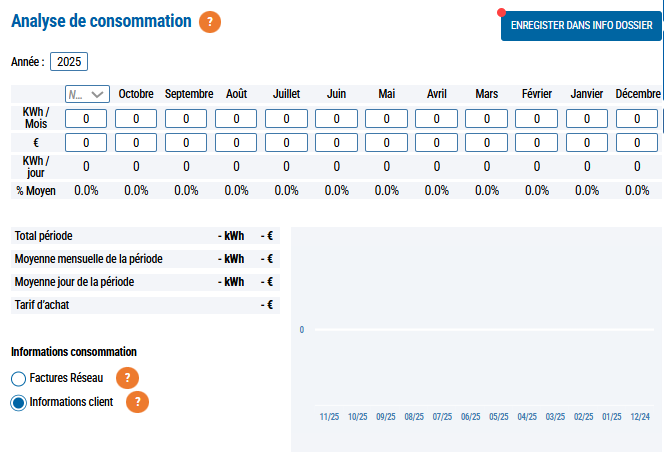 Analyse de consommation ?
ENREGISTER DANS INFO DOSSIER
Année : 2025
N... Octobre Septembre Août Juillet Juin Mai Avril Mars Février Janvier Décembre
KWh / Mois 0 0 0 0 0 0 0 0 0 0 0 0
€ 0 0 0 0 0 0 0 0 0 0 0 0
KWh / jour 0 0 0 0 0 0 0 0 0 0 0 0
% Moyen 0.0% 0.0% 0.0% 0.0% 0.0% 0.0% 0.0% 0.0% 0.0% 0.0% 0.0% 0.0%
Total période - kWh - €
Moyenne mensuelle de la période - kWh - €
Moyenne jour de la période - kWh - €
Tarif d'achat - €
Informations consommation
Factures Réseau ?
Informations client ?
0
11/25 10/25 09/25 08/25 07/25 06/25 05/25 04/25 03/25 02/25 01/25 12/24